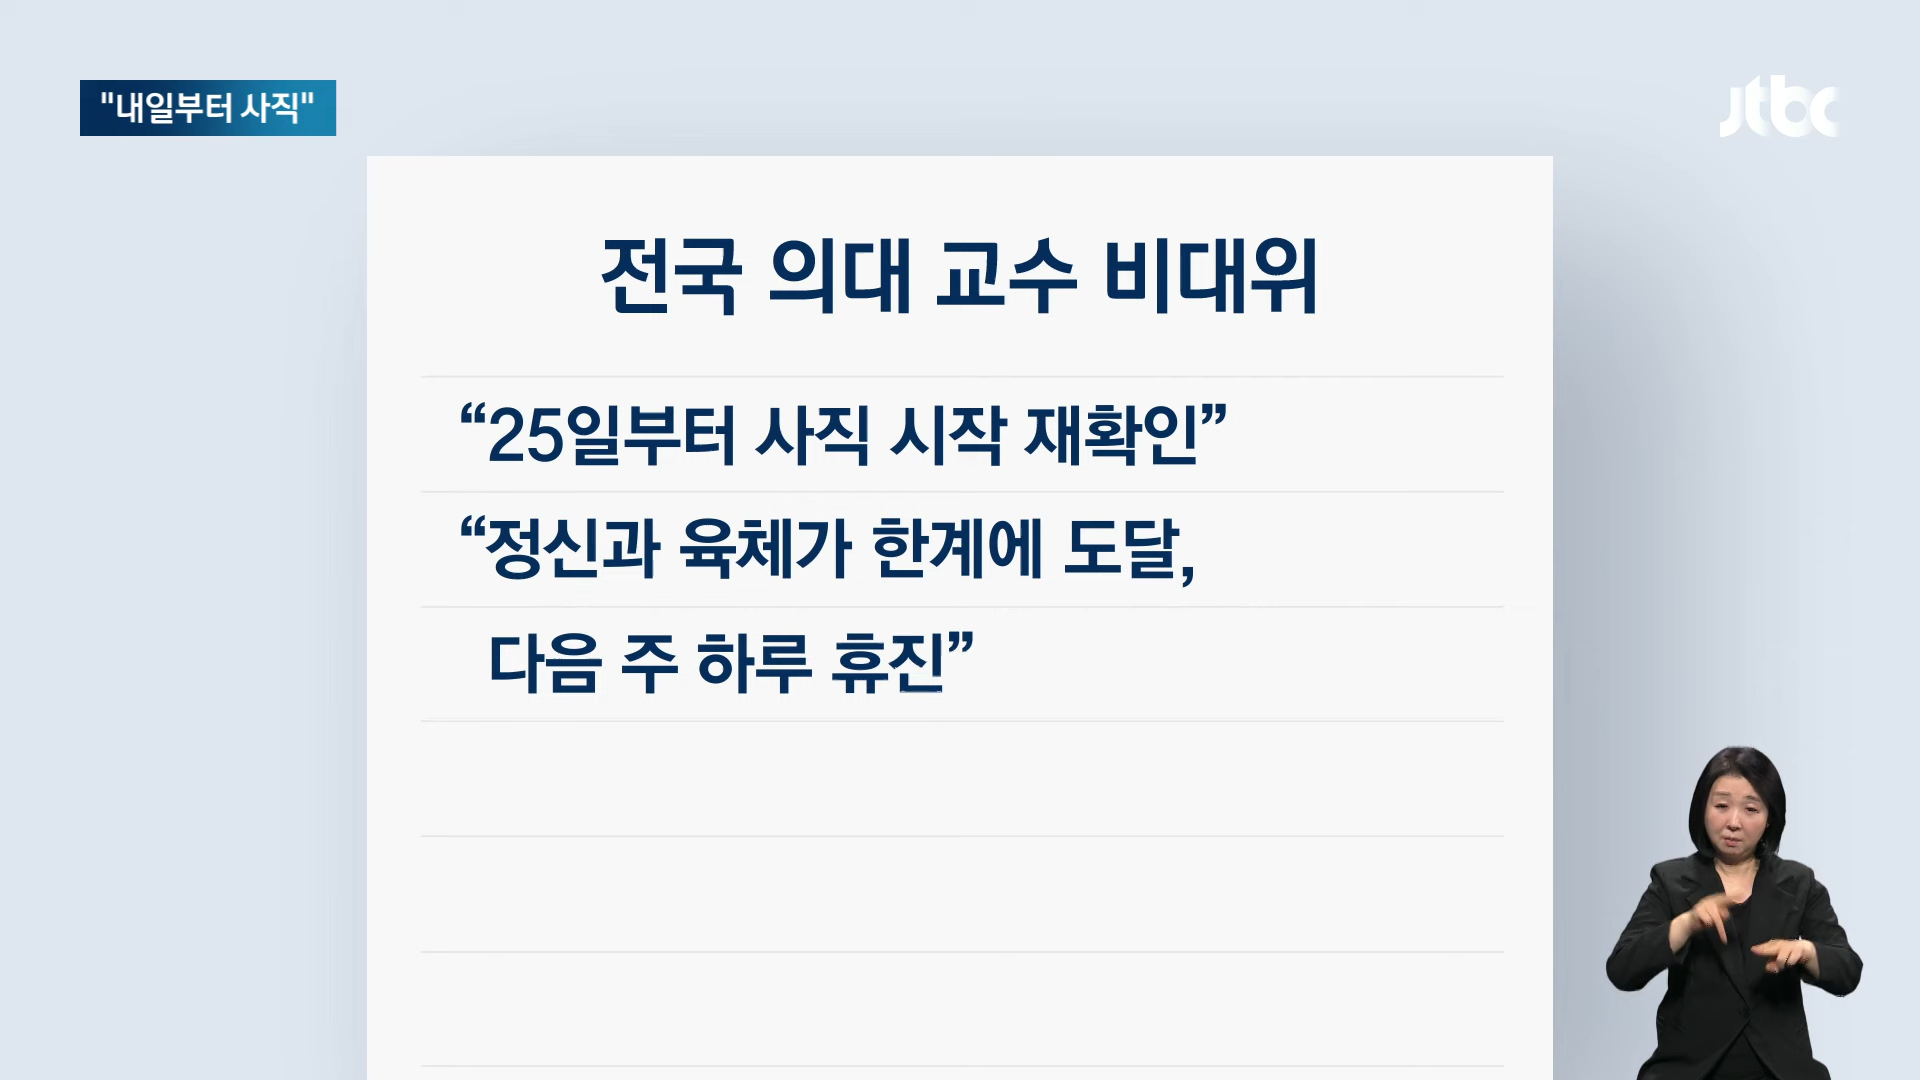 "내일부터 사직"
jtbc
전국 의대 교수 비대위
“25일부터 사직 시작 재확인”
“정신과 육체가 한계에 도달,
다음 주 하루 휴진”